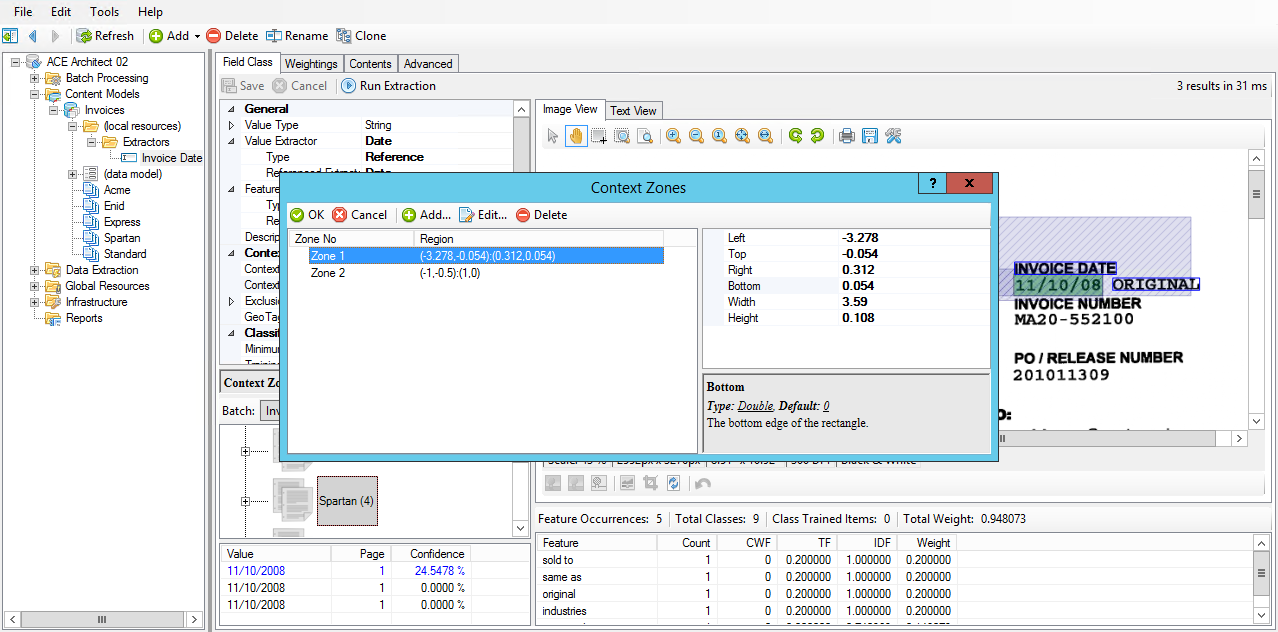 File Edit Tools Help
Refresh Add Delete Rename Clone
ACE Architect 02
Batch Processing
Content Models
Invoices
(local resources)
Extractors
Invoice Date
(data model)
Acme
Enid
Express
Spartan
Standard
Data Extraction
Global Resources
Infrastructure
Reports
Field Class Weightings Contents Advanced
Save Cancel Run Extraction 3 results in 31 ms
General
Value Type String
Value Extractor Date
Type Reference
Feature
Descrip
Contex
Context
Context
Exclusio
GeoTag
Classif
Minimum
Context Zo
Batch: Inv
Spartan (4)
Value Page Confidence
11/10/2008 1 24.5478 %
11/10/2008 1 0.0000 %
11/10/2008 1 0.0000 %
Image View Text View
Context Zones ? x
OK Cancel Add... Edit... Delete
Zone No Region
Zone 1 (-3.278,-0.054):(0.312,0.054)
Zone 2 (-1,-0.5):(1,0)
Left -3.278
Top -0.054
Right 0.312
Bottom 0.054
Width 3.59
Height 0.108
Bottom
Type: Double, Default: 0
The bottom edge of the rectangle.
INVOICE DATE
11/10/08 ORIGINAL
INVOICE NUMBER
MA20-552100
PO / RELEASE NUMBER
201011309
O:
Feature Occurrences: 5 Total Classes: 9 Class Trained Items: 0 Total Weight: 0.948073
Feature Count CWF TF IDF Weight
sold to 1 0 0.200000 1.000000 0.200000
same as 1 0 0.200000 1.000000 0.200000
original 1 0 0.200000 1.000000 0.200000
industries 1 0 0.200000 1.000000 0.200000